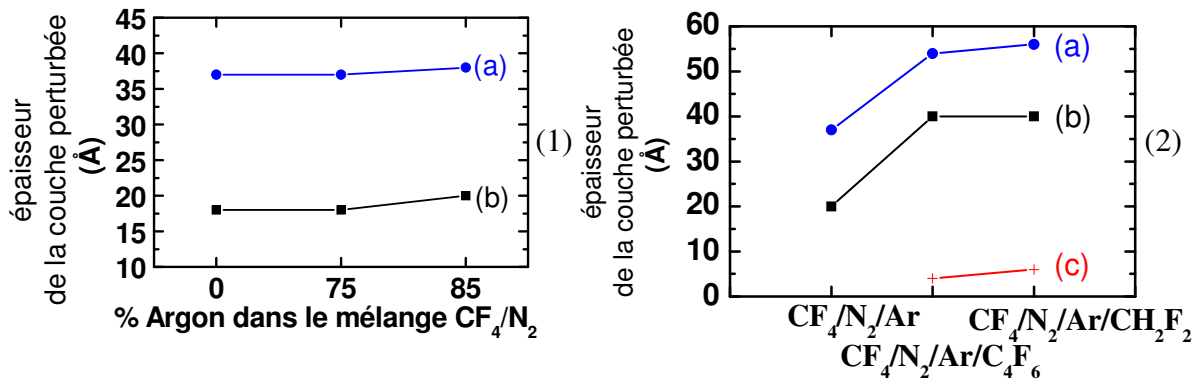 épaisseur
de la couche perturbée
(Å)
45
40
35
30
25
20
15
10
(a)
(b)
0 75 85
% Argon dans le mélange CF₄/N₂
(1)
épaisseur
de la couche perturbée
(Å)
60
50
40
30
20
10
0
(a)
(b)
(c)
CF₄/N₂/Ar
CF₄/N₂/Ar/C₄F₆
CF₄/N₂/Ar/CH₂F₂
(2)